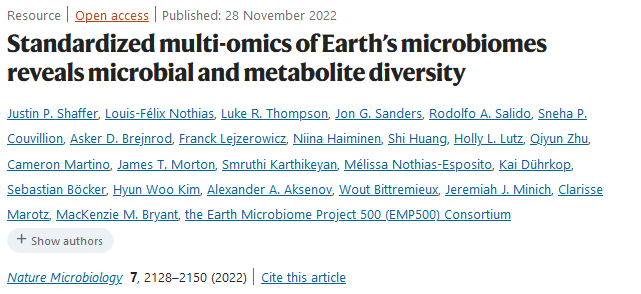 Resource | Open access | Published: 28 November 2022
Standardized multi-omics of Earth's microbiomes
reveals microbial and metabolite diversity
Justin P. Shaffer, Louis-Félix Nothias, Luke R. Thompson, Jon G. Sanders, Rodolfo A. Salido, Sneha P.
Couvillion, Asker D. Brejnrod, Franck Lejzerowicz, Niina Haiminen, Shi Huang, Holly L. Lutz, Qiyun Zhu,
Cameron Martino, James T. Morton, Smruthi Karthikeyan, Mélissa Nothias-Esposito, Kai Dührkop,
Sebastian Böcker, Hyun Woo Kim, Alexander A. Aksenov, Wout Bittremieux, Jeremiah J. Minich, Clarisse
Marotz, MacKenzie M. Bryant, the Earth Microbiome Project 500 (EMP500) Consortium
+ Show authors
Nature Microbiology 7, 2128–2150 (2022) | Cite this article